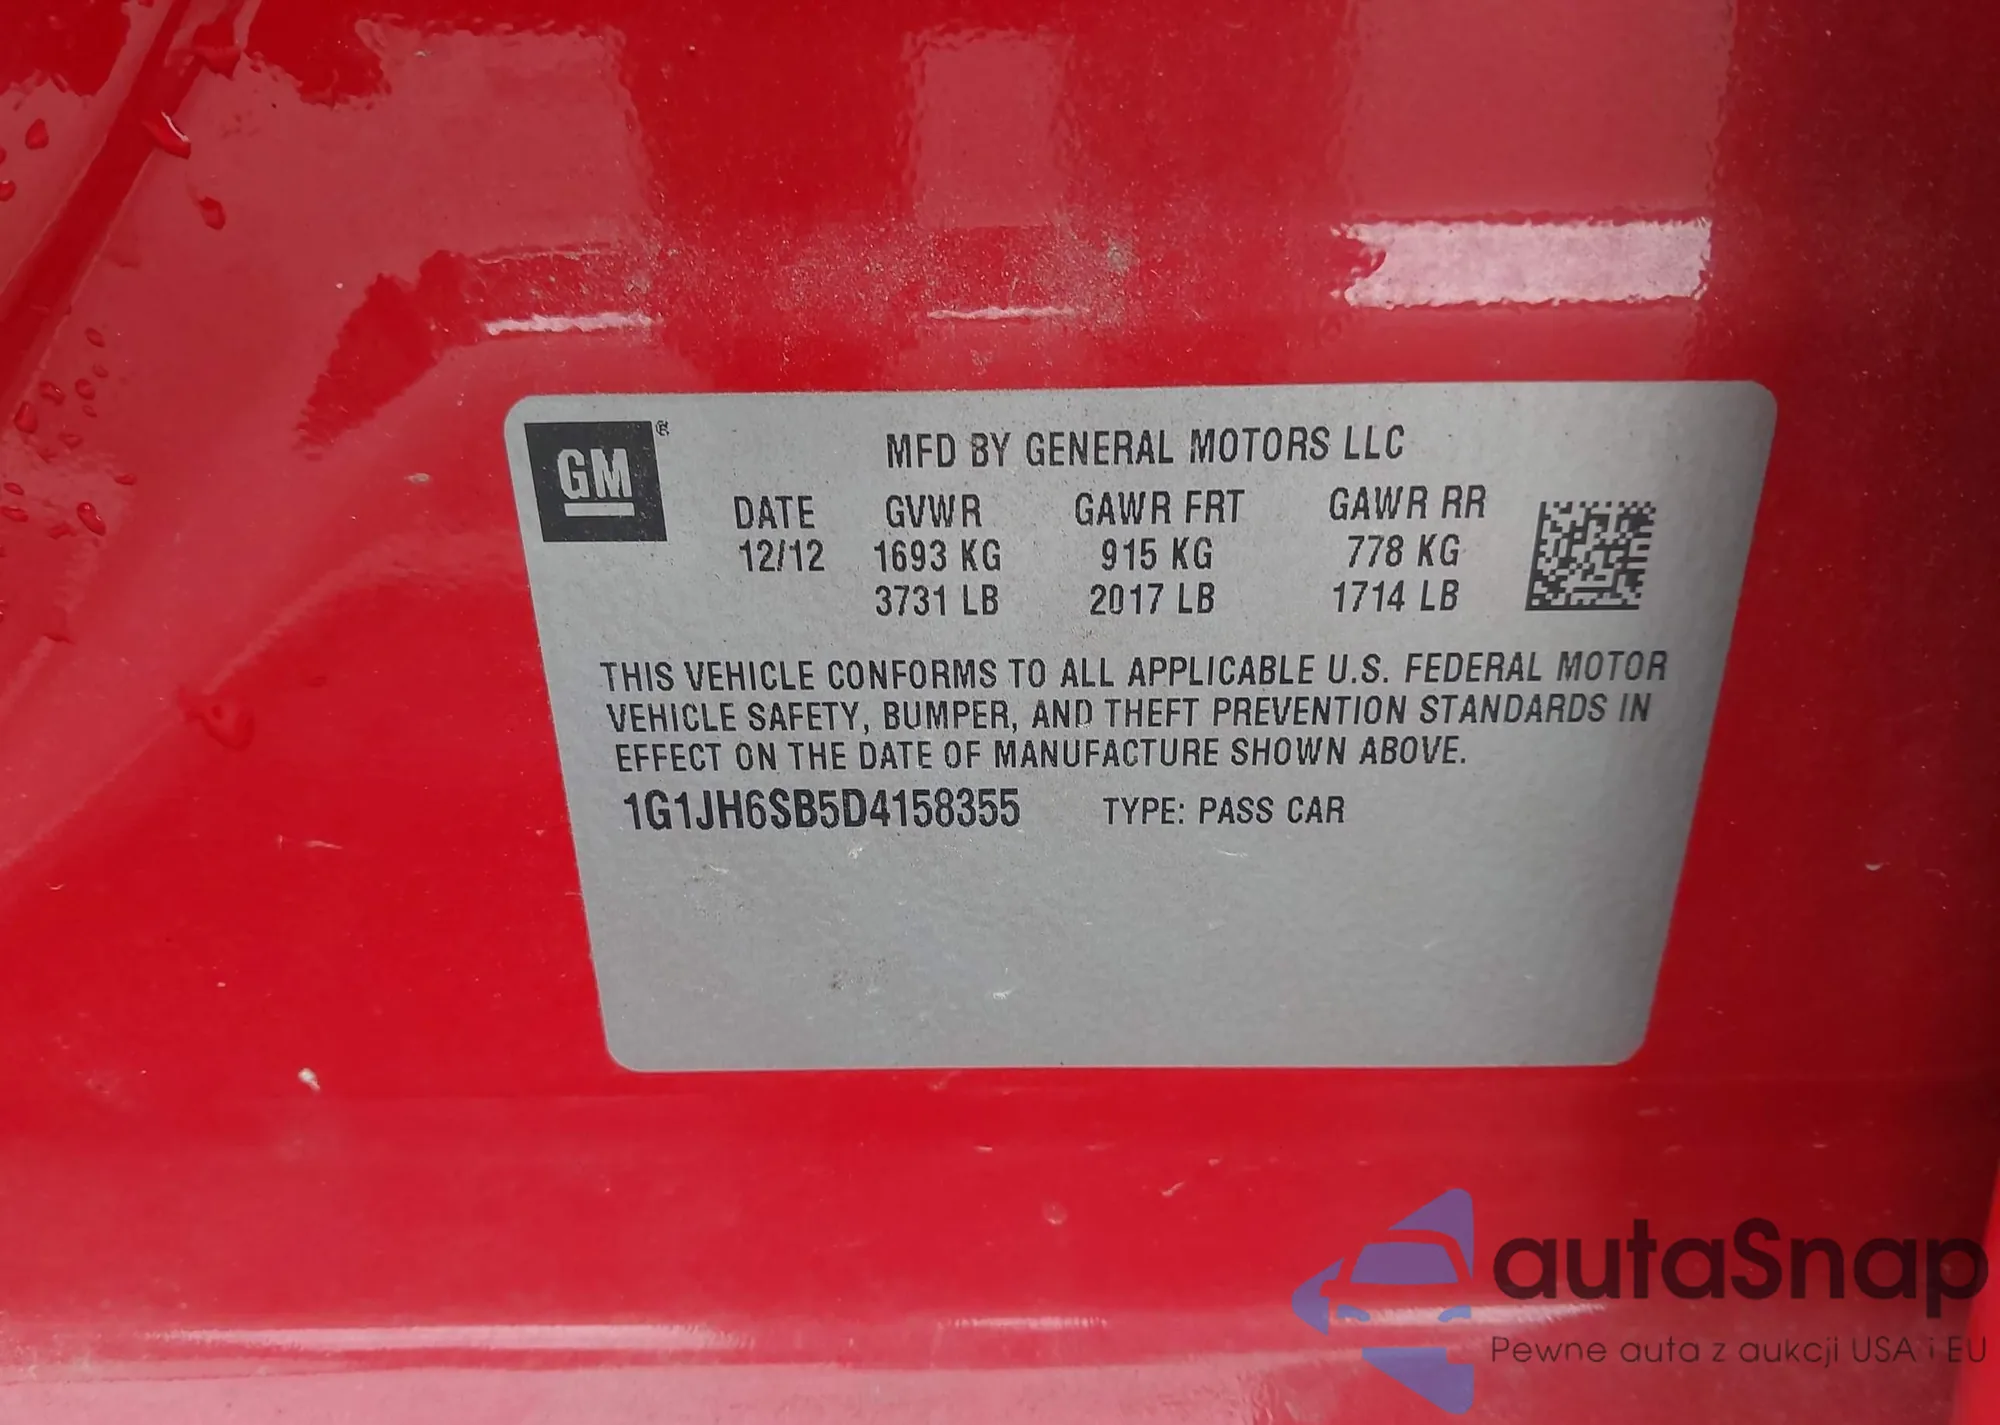 GM ®
MFD BY GENERAL MOTORS LLC
DATE GVWR GAWR FRT GAWR RR
12/12 1693 KG 915 KG 778 KG
3731 LB 2017 LB 1714 LB
THIS VEHICLE CONFORMS TO ALL APPLICABLE U.S. FEDERAL MOTOR
VEHICLE SAFETY, BUMPER, AND THEFT PREVENTION STANDARDS IN
EFFECT ON THE DATE OF MANUFACTURE SHOWN ABOVE.
1G1JH6SB5D4158355 TYPE: PASS CAR
autaSnap
Pewne auta z aukcji USA i EU